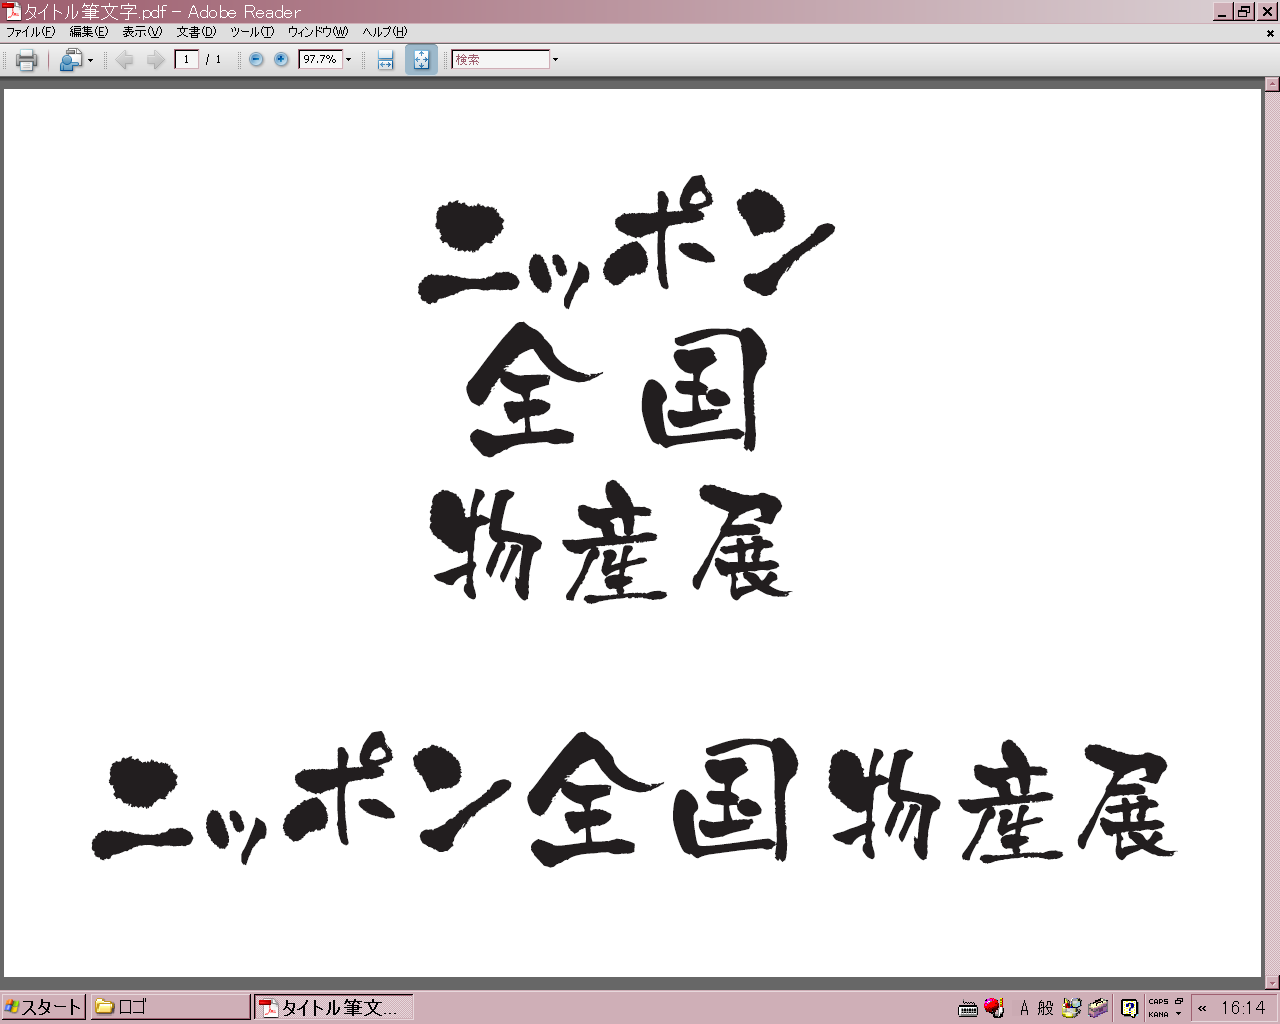 タイトル筆文字.pdf - Adobe Reader
ファイル(F) 編集(E) 表示(V) 文書(D) ツール(T) ウィンドウ(W) ヘルプ(H)
1 / 1 97.7% 検索
ニッポン
全国
物産展
ニッポン全国物産展
スタート ロゴ タイトル筆文... A 般 CAPS KANA « 16:14